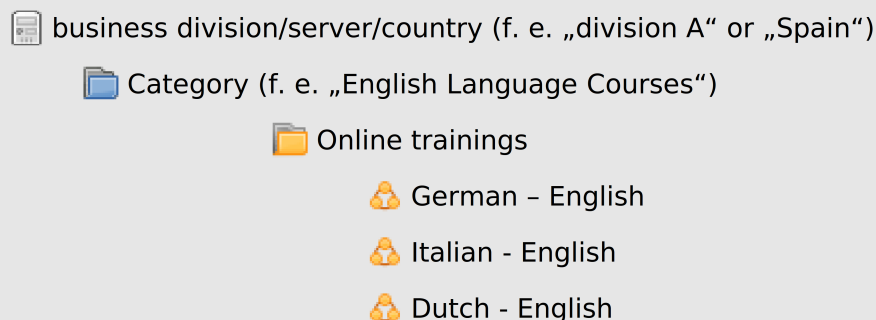 business division/server/country (f. e. „division A“ or „Spain“)
Category (f. e. „English Language Courses“)
Online trainings
German – English
Italian - English
Dutch - English